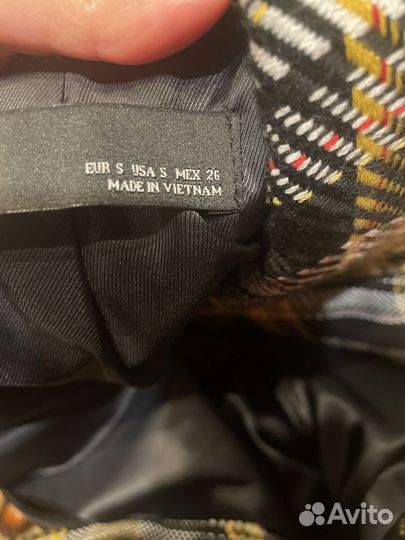 EUR S USA S MEX 26
MADE IN VIETNAM
Avito